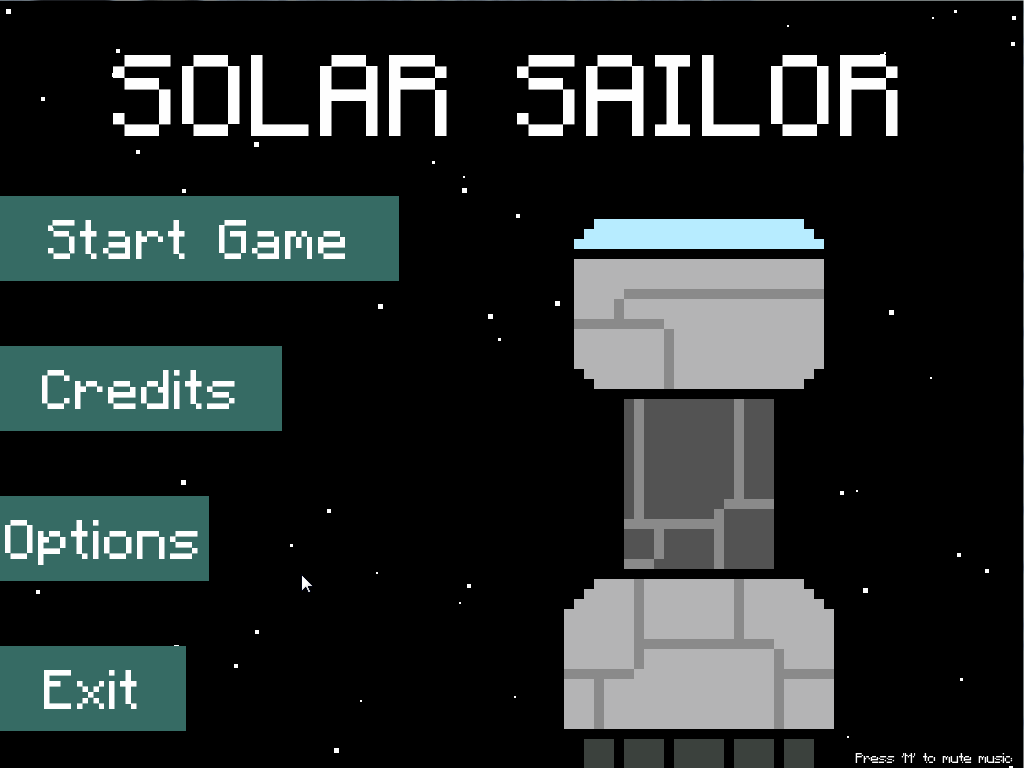 SOLAR SAILOR
Start Game
Credits
Options
Exit
Press 'M' to mute music